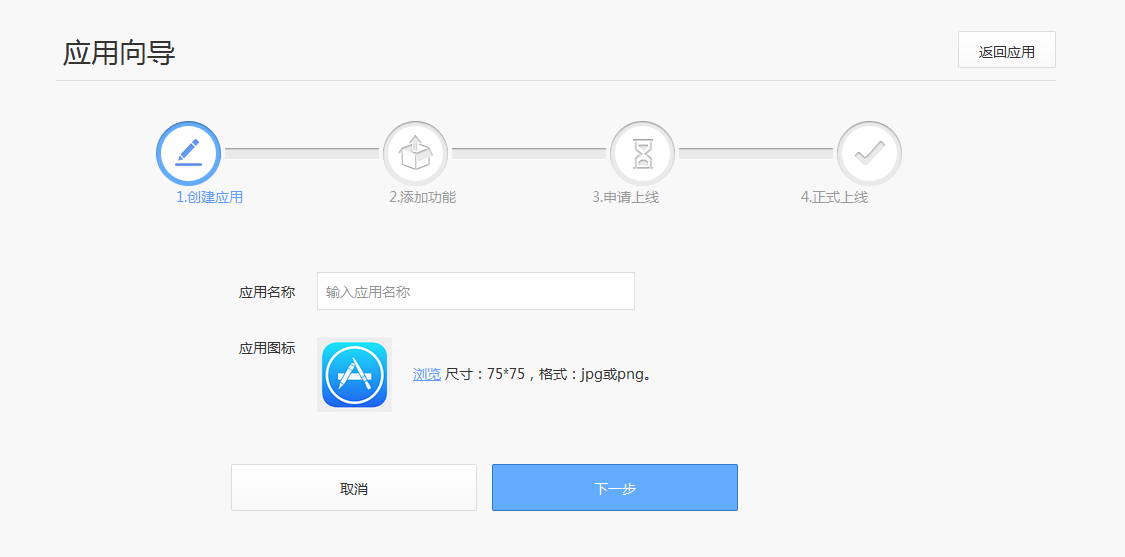 应用向导
返回应用
1.创建应用
2.添加功能
3.申请上线
4.正式上线
应用名称
输入应用名称
应用图标
浏览 尺寸：75*75，格式：jpg或png。
取消
下一步